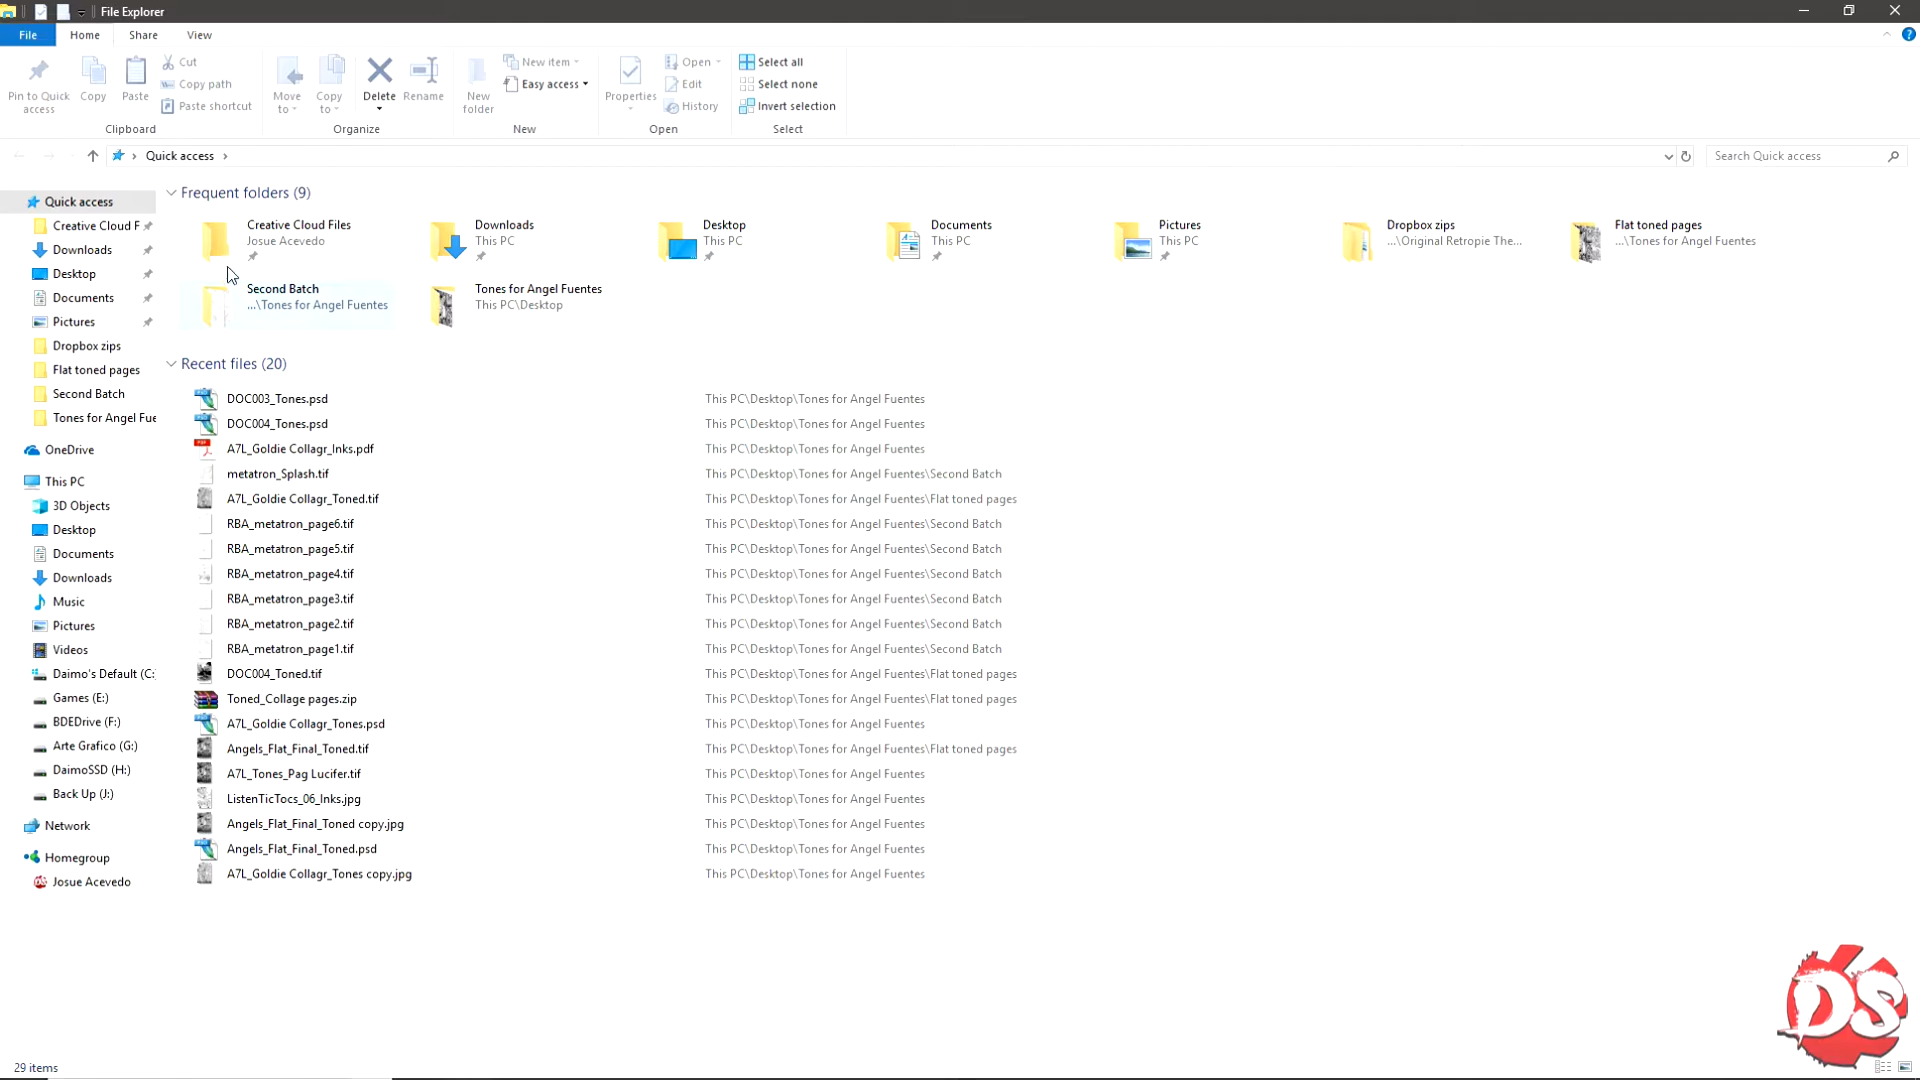 File Explorer
File
Home
Share
View
Pin to Quick access
Copy
Paste
Cut
Copy path
Paste shortcut
Clipboard
Move to
Copy to
Delete
Rename
Organize
New folder
New item
Easy access
New
Properties
Open
Edit
History
Open
Select all
Select none
Invert selection
Select
Quick access
Search Quick access
Quick access
Creative Cloud F
Downloads
Desktop
Documents
Pictures
Dropbox zips
Flat toned pages
Second Batch
Tones for Angel Fue
OneDrive
This PC
3D Objects
Desktop
Documents
Downloads
Music
Pictures
Videos
Daimo's Default (C:
Games (E:)
BDEDrive (F:)
Arte Grafico (G:)
DaimoSSD (H:)
Back Up (J:)
Network
Homegroup
Josue Acevedo
Frequent folders (9)
Creative Cloud Files
Josue Acevedo
Downloads
This PC
Desktop
This PC
Documents
This PC
Pictures
This PC
Dropbox zips
...\Original Retropie The...
Flat toned pages
...\Tones for Angel Fuentes
Second Batch
...\Tones for Angel Fuentes
Tones for Angel Fuentes
This PC\Desktop
Recent files (20)
DOC003_Tones.psd This PC\Desktop\Tones for Angel Fuentes
DOC004_Tones.psd This PC\Desktop\Tones for Angel Fuentes
A7L_Goldie Collagr_Inks.pdf This PC\Desktop\Tones for Angel Fuentes
metatron_Splash.tif This PC\Desktop\Tones for Angel Fuentes\Second Batch
A7L_Goldie Collagr_Toned.tif This PC\Desktop\Tones for Angel Fuentes\Flat toned pages
RBA_metatron_page6.tif This PC\Desktop\Tones for Angel Fuentes\Second Batch
RBA_metatron_page5.tif This PC\Desktop\Tones for Angel Fuentes\Second Batch
RBA_metatron_page4.tif This PC\Desktop\Tones for Angel Fuentes\Second Batch
RBA_metatron_page3.tif This PC\Desktop\Tones for Angel Fuentes\Second Batch
RBA_metatron_page2.tif This PC\Desktop\Tones for Angel Fuentes\Second Batch
RBA_metatron_page1.tif This PC\Desktop\Tones for Angel Fuentes\Second Batch
DOC004_Toned.tif This PC\Desktop\Tones for Angel Fuentes\Flat toned pages
Toned_Collage pages.zip This PC\Desktop\Tones for Angel Fuentes\Flat toned pages
A7L_Goldie Collagr_Tones.psd This PC\Desktop\Tones for Angel Fuentes
Angels_Flat_Final_Toned.tif This PC\Desktop\Tones for Angel Fuentes\Flat toned pages
A7L_Tones_Pag Lucifer.tif This PC\Desktop\Tones for Angel Fuentes
ListenTicTocs_06_Inks.jpg This PC\Desktop\Tones for Angel Fuentes
Angels_Flat_Final_Toned copy.jpg This PC\Desktop\Tones for Angel Fuentes
Angels_Flat_Final_Toned.psd This PC\Desktop\Tones for Angel Fuentes
A7L_Goldie Collagr_Tones copy.jpg This PC\Desktop\Tones for Angel Fuentes
DS
29 items